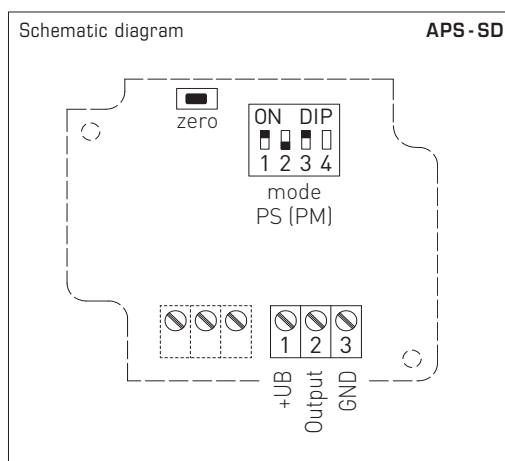 Schematic diagram APS-SD
zero
ON DIP
1 2 3 4
mode
PS (PM)
1 2 3
+UB
Output
GND